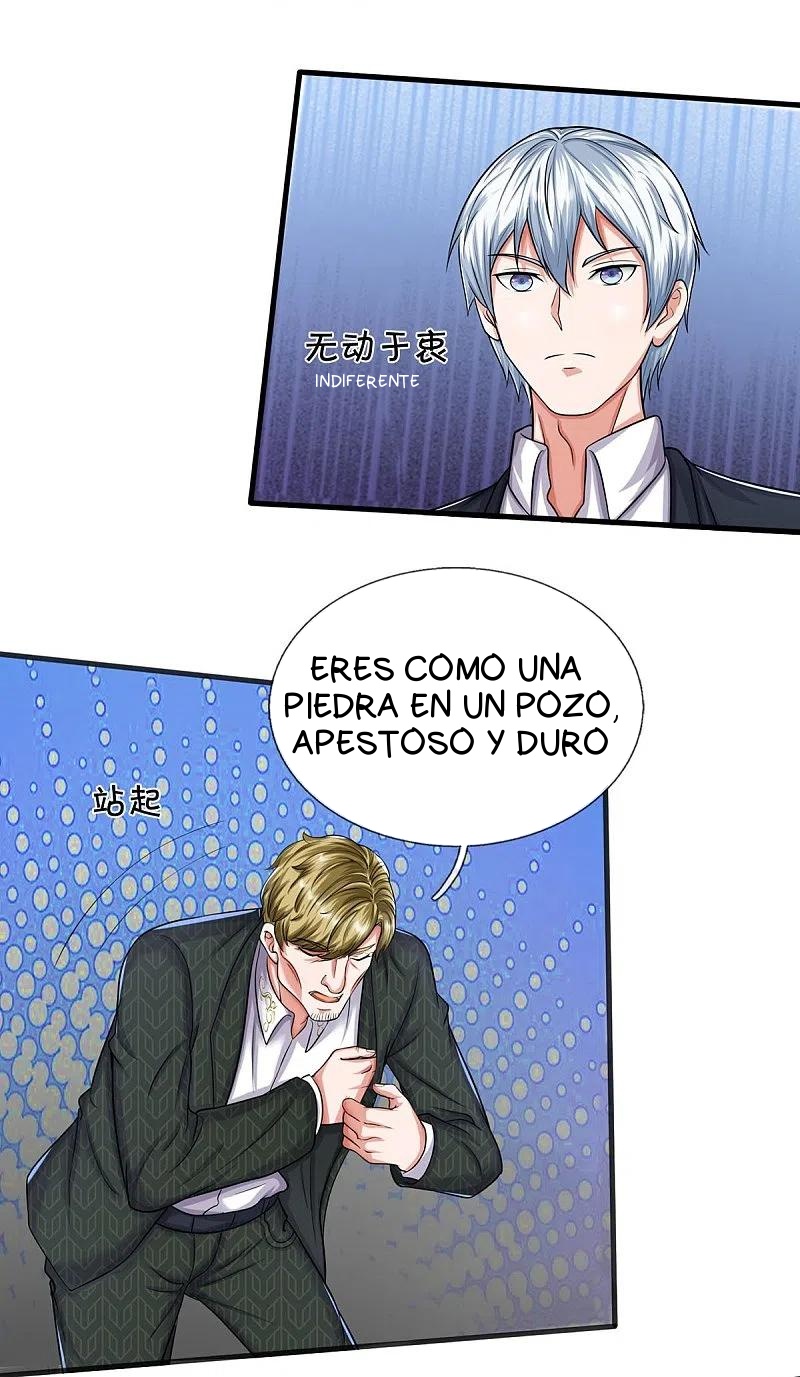 无动于衷
INDIFERENTE
ERES COMO UNA
PIEDRA EN UN POZO,
APESTOSO Y DURO
站起